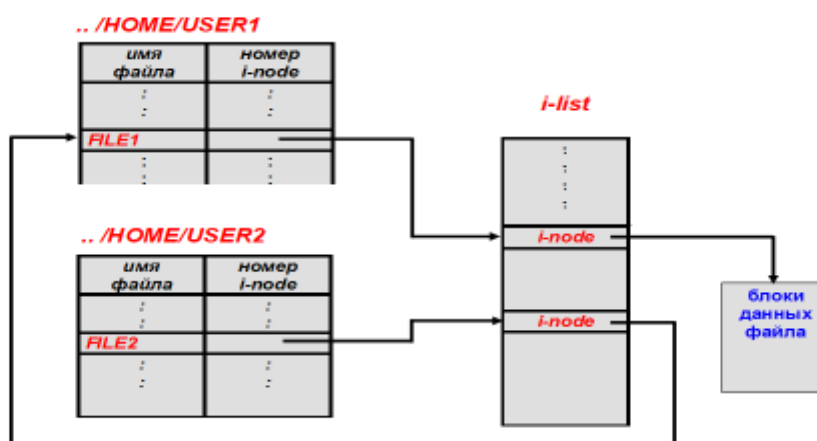 .. /HOME/USER1
имя файла
номер i-node
:
:
:
:
FILE1
:
:
:
:
.. /HOME/USER2
имя файла
номер i-node
:
:
:
:
FILE2
:
:
:
:
i-list
:
:
:
:
i-node
i-node
блоки
данных
файла